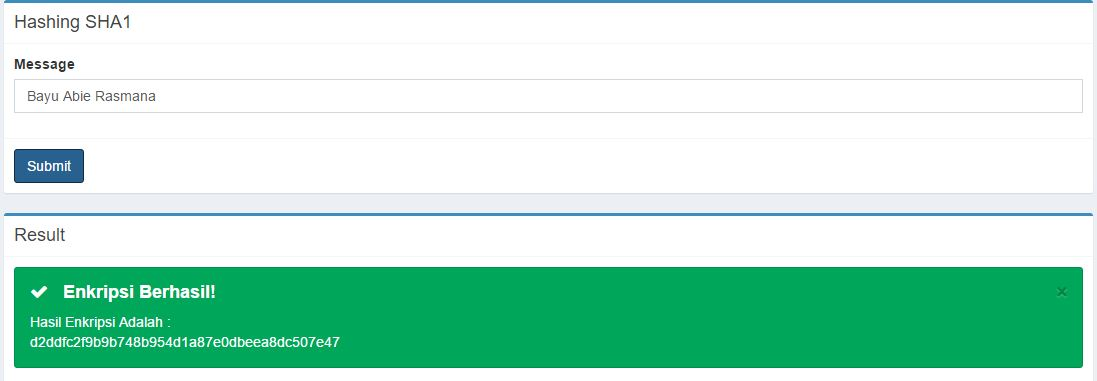 Hashing SHA1
Message
Bayu Abie Rasmana
Submit
Result
Enkripsi Berhasil!
Hasil Enkripsi Adalah :
d2ddfc2f9b9b748b954d1a87e0dbeea8dc507e47